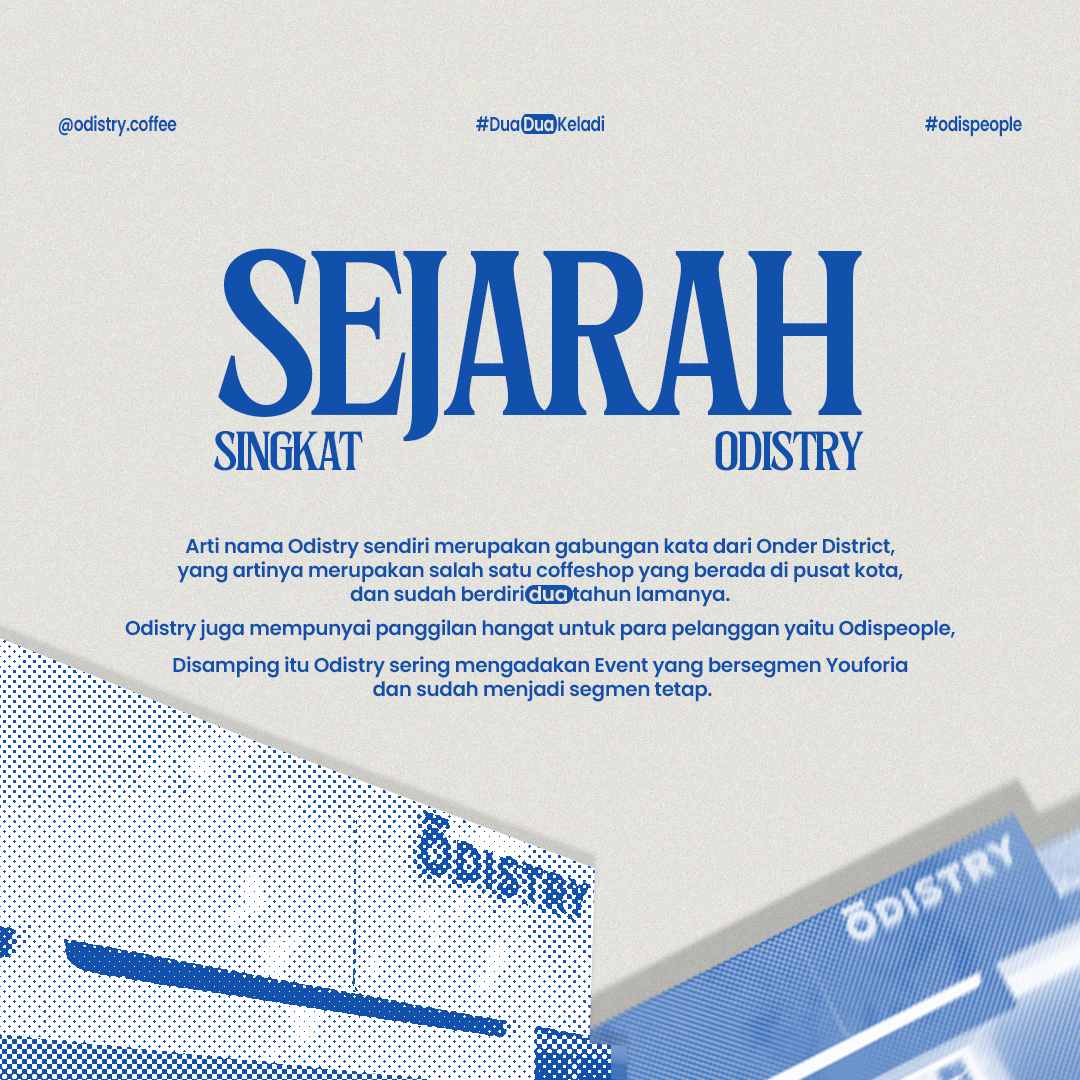 @odistry.coffee #DuaDuaKeladi #odispeople
SEJARAH
SINGKAT ODISTRY
Arti nama Odistry sendiri merupakan gabungan kata dari Onder District,
yang artinya merupakan salah satu coffeshop yang berada di pusat kota,
dan sudah berdiri dua tahun lamanya.
Odistry juga mempunyai panggilan hangat untuk para pelanggan yaitu Odispeople,
Disamping itu Odistry sering mengadakan Event yang bersegmen Youforia
dan sudah menjadi segmen tetap.
ŌDISTRY
ŌDISTRY